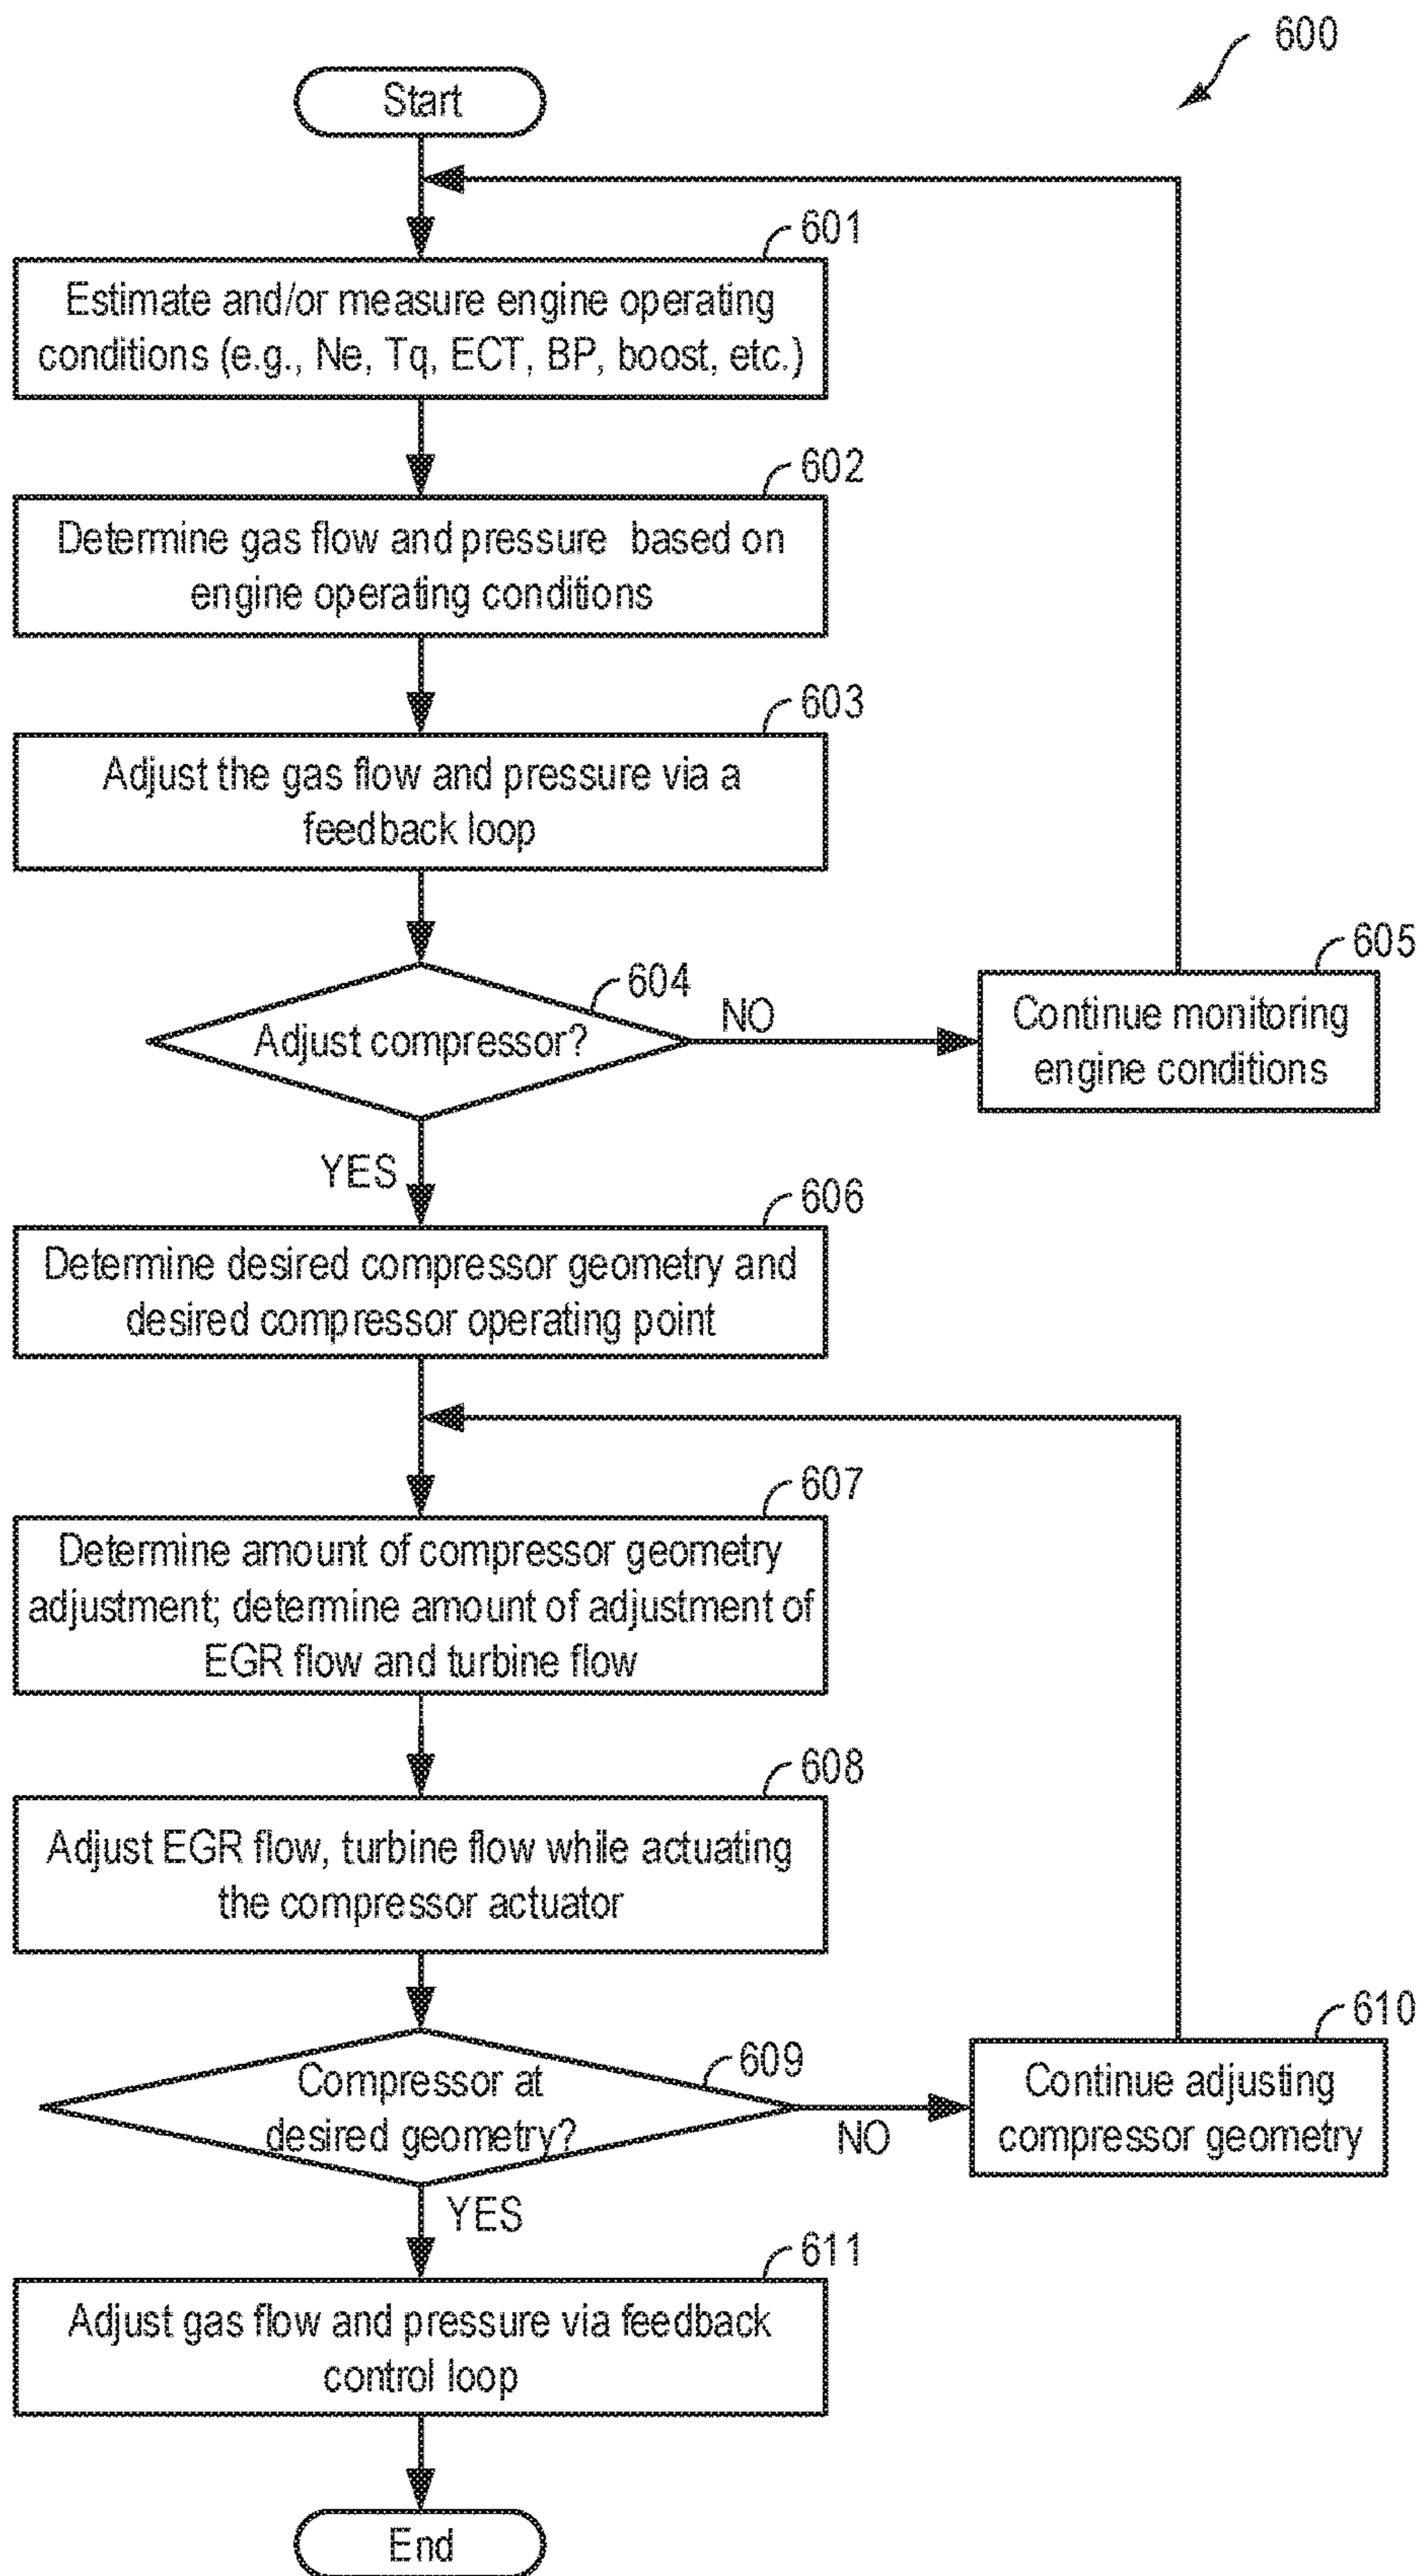 600
Start
601
Estimate and/or measure engine operating
conditions (e.g., Ne, Tq, ECT, BP, boost, etc.)
602
Determine gas flow and pressure based on
engine operating conditions
603
Adjust the gas flow and pressure via a
feedback loop
604
Adjust compressor?
NO
605
Continue monitoring
engine conditions
YES
606
Determine desired compressor geometry and
desired compressor operating point
607
Determine amount of compressor geometry
adjustment; determine amount of adjustment of
EGR flow and turbine flow
608
Adjust EGR flow, turbine flow while actuating
the compressor actuator
609
Compressor at
desired geometry?
NO
610
Continue adjusting
compressor geometry
YES
611
Adjust gas flow and pressure via feedback
control loop
End